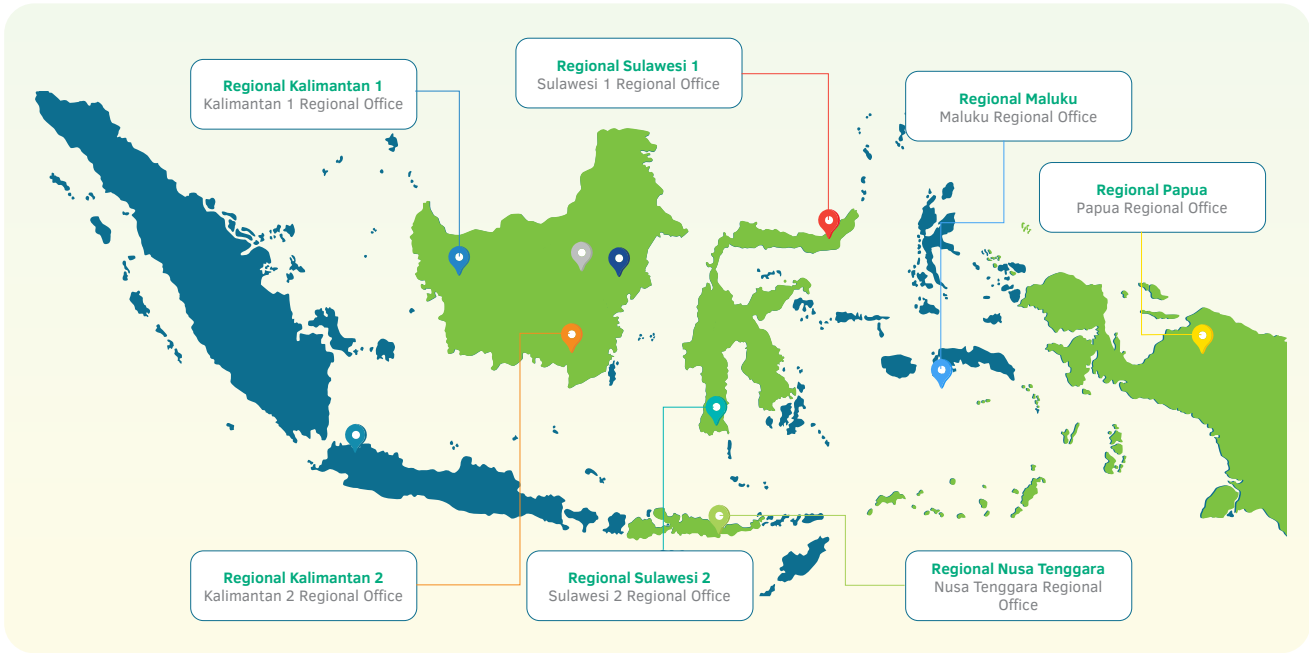 Regional Sulawesi 1
Sulawesi 1 Regional Office
Regional Kalimantan 1
Kalimantan 1 Regional Office
Regional Maluku
Maluku Regional Office
Regional Papua
Papua Regional Office
Regional Kalimantan 2
Kalimantan 2 Regional Office
Regional Sulawesi 2
Sulawesi 2 Regional Office
Regional Nusa Tenggara
Nusa Tenggara Regional
Office